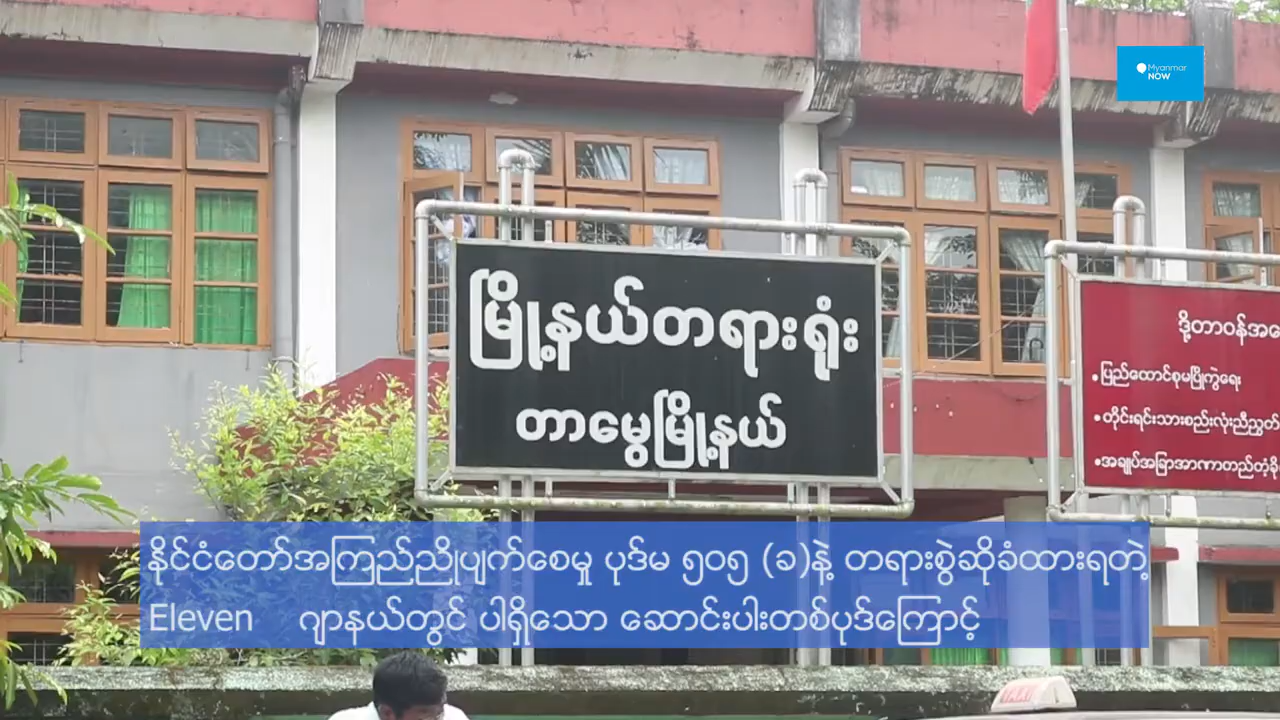 Myanmar
NOW
မြို့နယ်တရားရုံး
တာမွေမြို့နယ်
ဒို့တာဝန်အရေး
• ပြည်ထောင်စုမပြိုကွဲရေး
• တိုင်းရင်းသားစည်းလုံးညီညွတ်
• အချုပ်အခြာအာဏာတည်တံ့ခို
နိုင်ငံတော်အကြည်ညိုပျက်စေမှု ပုဒ်မ ၅၀၅ (ခ)နဲ့ တရားစွဲဆိုခံထားရတဲ့
Eleven ဂျာနယ်တွင် ပါရှိသော ဆောင်းပါးတစ်ပုဒ်ကြောင့်